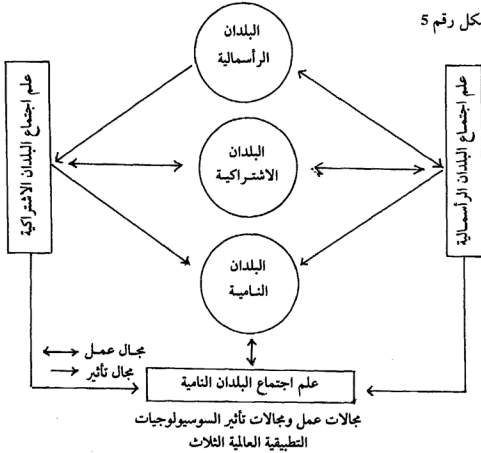 كل رقم 5
البلدان
الرأسمالية
علم اجتماع البلدان الرأسمالية
علم اجتماع البلدان الاشتراكية
البلدان
الاشتراكية
البلدان
النامية
مجال عمل
مجال تأثير
علم اجتماع البلدان النامية
مجالات عمل ومجالات تأثير السوسيولوجيات
التطبيقية العالمية الثلاث